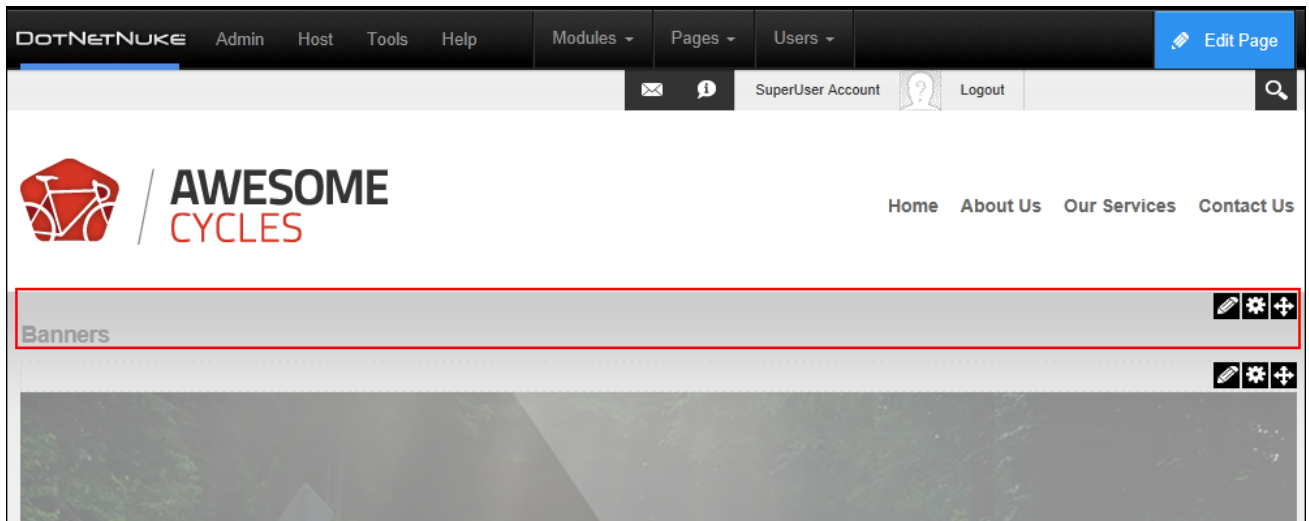 DOTNETNUKE Admin Host Tools Help Modules Pages Users Edit Page
SuperUser Account Logout
AWESOME
CYCLES
Home About Us Our Services Contact Us
Banners